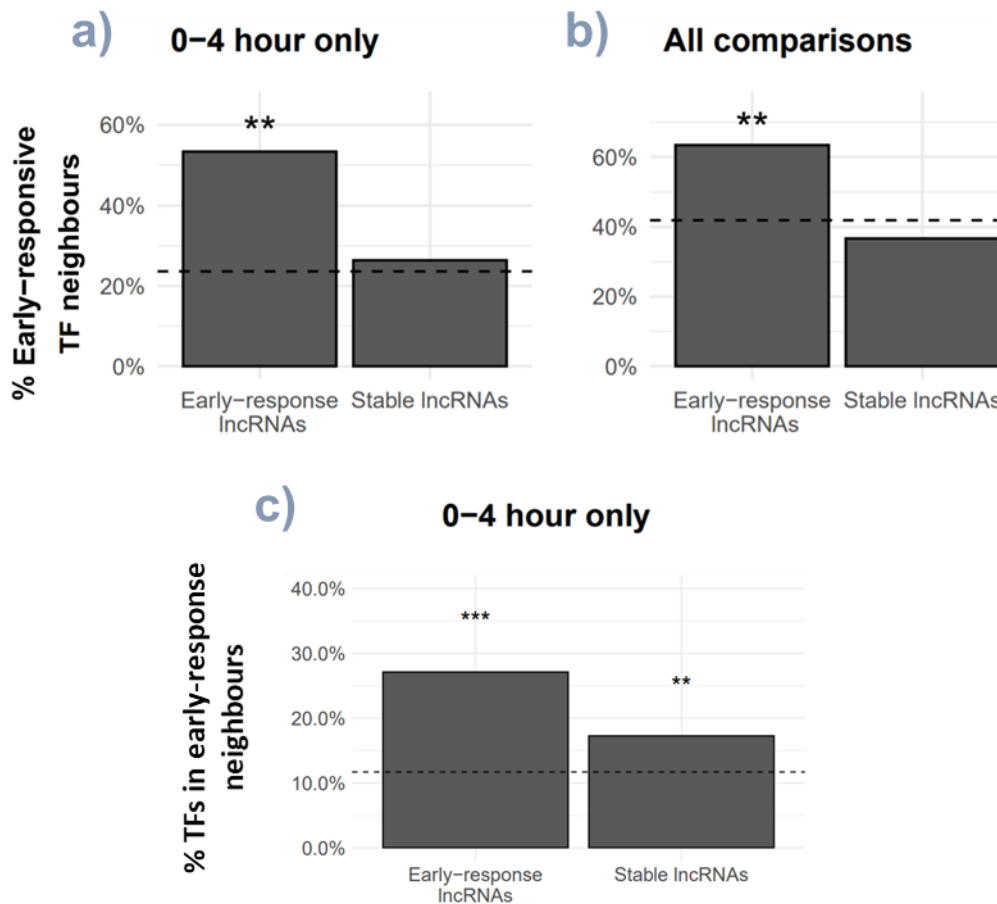 a)
0−4 hour only
% Early−responsive
TF neighbours
60%
**
40%
20%
0%
Early−response
lncRNAs
Stable lncRNAs
b)
All comparisons
60%
**
40%
20%
0%
Early−response
lncRNAs
Stable lncRNAs
c)
0−4 hour only
% TFs in early-response
neighbours
40.0%
***
30.0%
**
20.0%
10.0%
0.0%
Early-response
lncRNAs
Stable lncRNAs